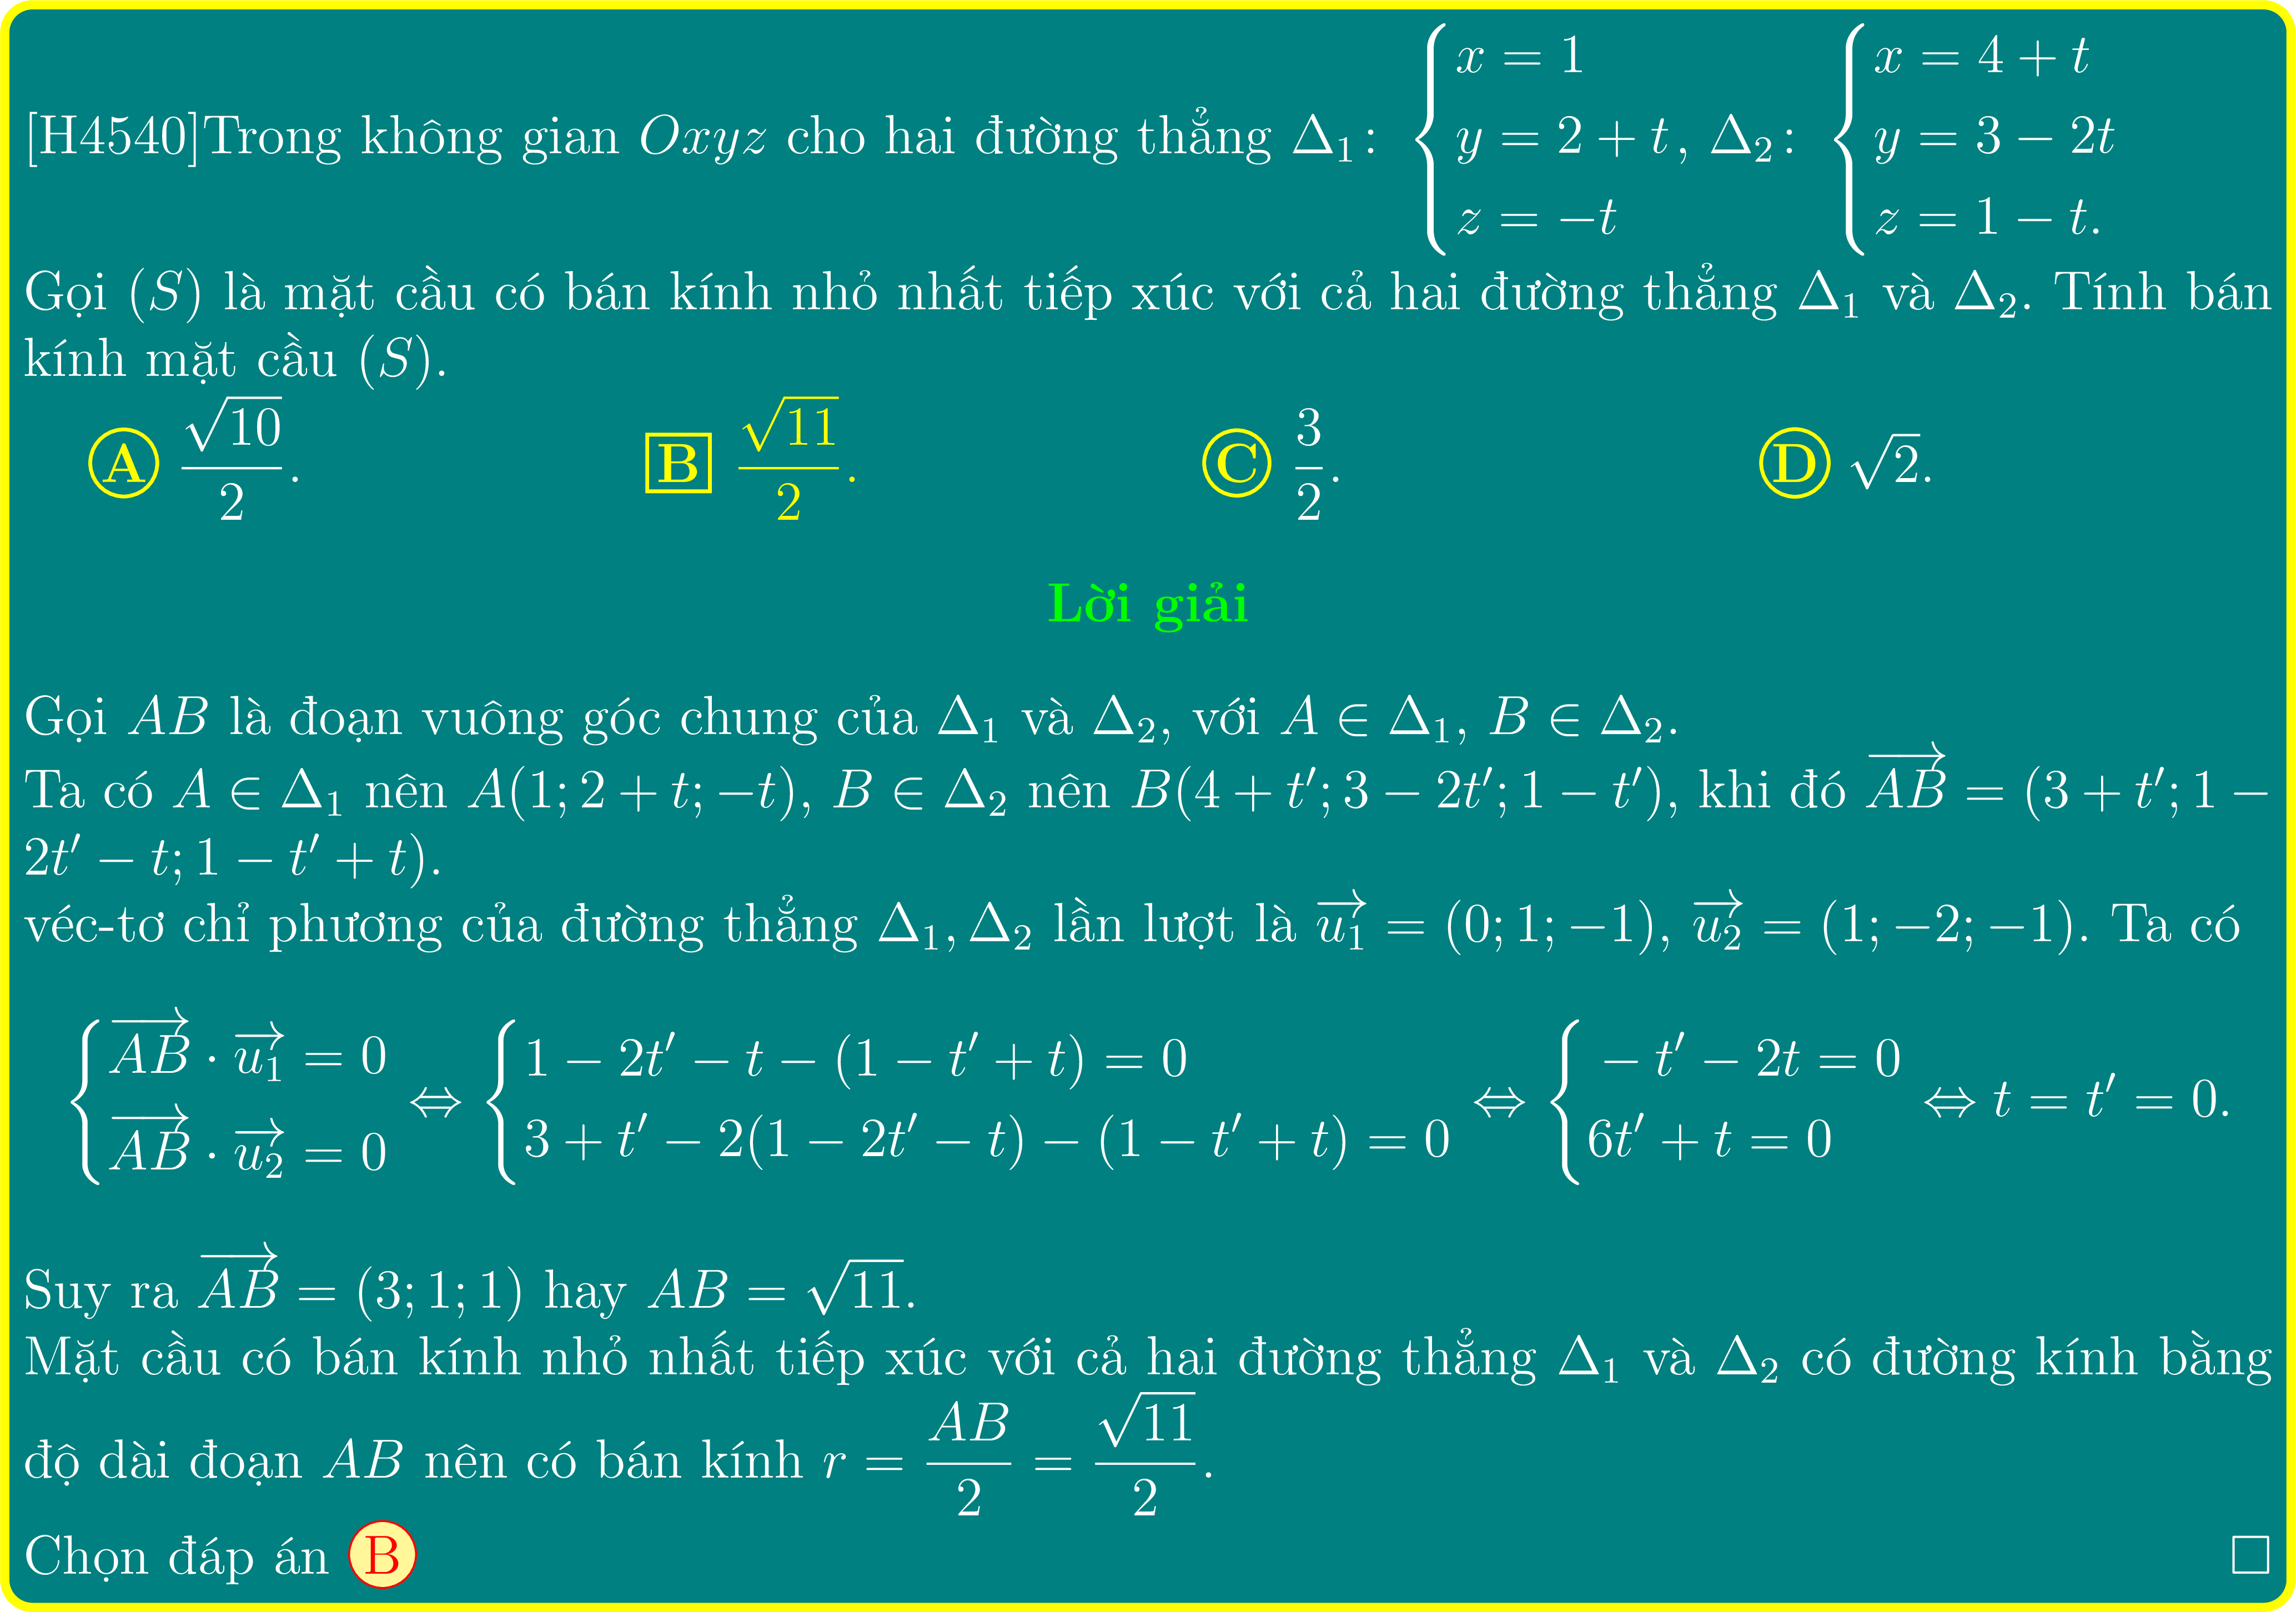 [H4540]Trong không gian $Oxyz$ cho hai đường thẳng $\Delta_1: \begin{cases} x = 1 \\ y = 2 + t \\ z = -t \end{cases}$, $\Delta_2: \begin{cases} x = 4 + t \\ y = 3 - 2t \\ z = 1 - t. \end{cases}$
Gọi $(S)$ là mặt cầu có bán kính nhỏ nhất tiếp xúc với cả hai đường thẳng $\Delta_1$ và $\Delta_2$. Tính bán
kính mặt cầu $(S)$.
A $\dfrac{\sqrt{10}}{2}$. B $\dfrac{\sqrt{11}}{2}$. C $\dfrac{3}{2}$. D $\sqrt{2}$.
Lời giải
Gọi $AB$ là đoạn vuông góc chung của $\Delta_1$ và $\Delta_2$, với $A \in \Delta_1$, $B \in \Delta_2$.
Ta có $A \in \Delta_1$ nên $A(1; 2 + t; -t)$, $B \in \Delta_2$ nên $B(4 + t'; 3 - 2t'; 1 - t')$, khi đó $\overrightarrow{AB} = (3 + t'; 1 -$
$2t' - t; 1 - t' + t)$.
véc-tơ chỉ phương của đường thẳng $\Delta_1, \Delta_2$ lần lượt là $\overrightarrow{u_1} = (0; 1; -1)$, $\overrightarrow{u_2} = (1; -2; -1)$. Ta có
$\begin{cases} \overrightarrow{AB} \cdot \overrightarrow{u_1} = 0 \\ \overrightarrow{AB} \cdot \overrightarrow{u_2} = 0 \end{cases} \Leftrightarrow \begin{cases} 1 - 2t' - t - (1 - t' + t) = 0 \\ 3 + t' - 2(1 - 2t' - t) - (1 - t' + t) = 0 \end{cases} \Leftrightarrow \begin{cases} -t' - 2t = 0 \\ 6t' + t = 0 \end{cases} \Leftrightarrow t = t' = 0.$
Suy ra $\overrightarrow{AB} = (3; 1; 1)$ hay $AB = \sqrt{11}$.
Mặt cầu có bán kính nhỏ nhất tiếp xúc với cả hai đường thẳng $\Delta_1$ và $\Delta_2$ có đường kính bằng
độ dài đoạn $AB$ nên có bán kính $r = \dfrac{AB}{2} = \dfrac{\sqrt{11}}{2}$.
Chọn đáp án B □